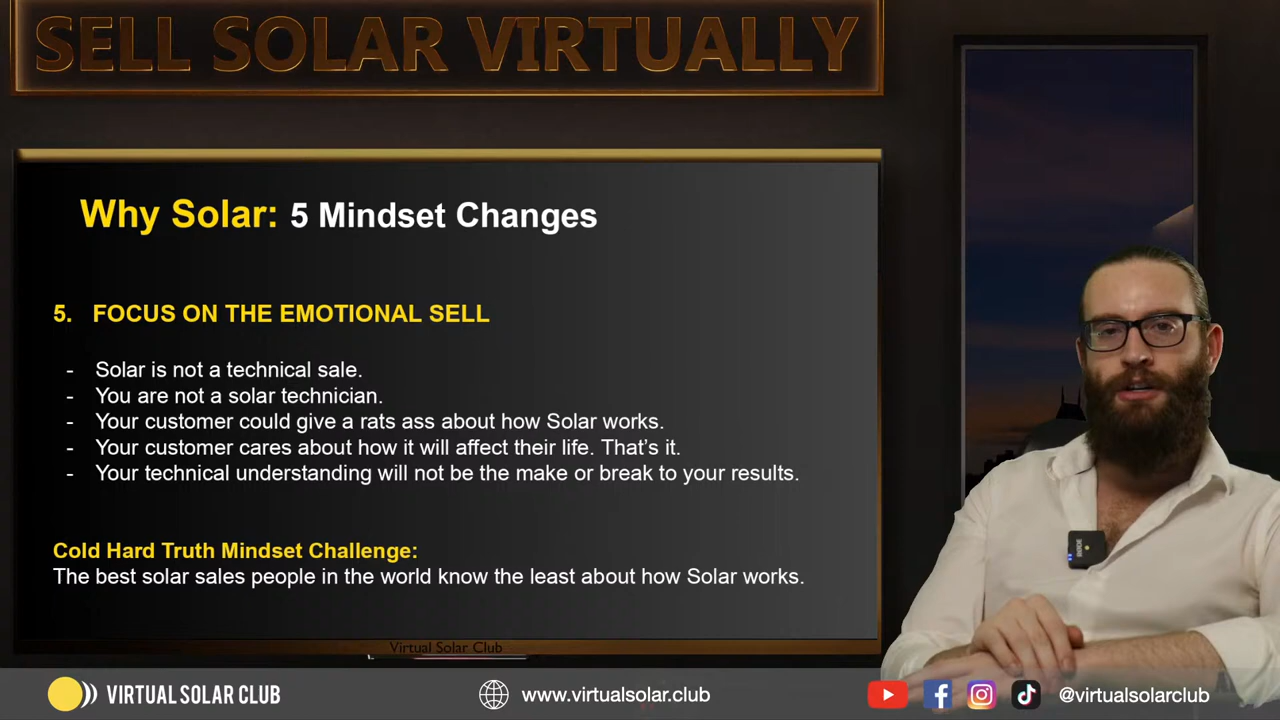 SELL SOLAR VIRTUALLY
Why Solar: 5 Mindset Changes
5. FOCUS ON THE EMOTIONAL SELL
- Solar is not a technical sale.
- You are not a solar technician.
- Your customer could give a rats ass about how Solar works.
- Your customer cares about how it will affect their life. That's it.
- Your technical understanding will not be the make or break to your results.
Cold Hard Truth Mindset Challenge:
The best solar sales people in the world know the least about how Solar works.
Virtual Solar Club
VIRTUAL SOLAR CLUB
www.virtualsolar.club
@virtualsolarclub